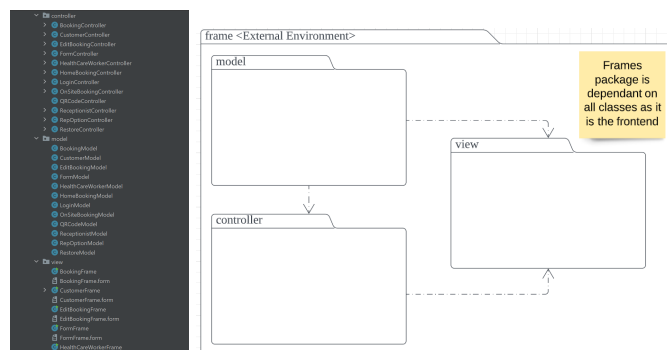 controller
BookingController
CustomerController
EditBookingController
FormController
HealthCareWorkerController
HomeBookingController
LoginController
OnSiteBookingController
QRCodeController
ReceptionistController
RepOptionController
RestoreController
model
BookingModel
CustomerModel
EditBookingModel
FormModel
HealthCareWorkerModel
HomeBookingModel
LoginModel
OnSiteBookingModel
QRCodeModel
ReceptionistModel
RepOptionModel
RestoreModel
view
BookingFrame
BookingFrame.form
CustomerFrame
CustomerFrame.form
EditBookingFrame
EditBookingFrame.form
FormFrame
FormFrame.form
HealthCareWorkerFrame
frame <External Environment>
model
view
controller
Frames
package is
dependant on
all classes as it
is the frontend